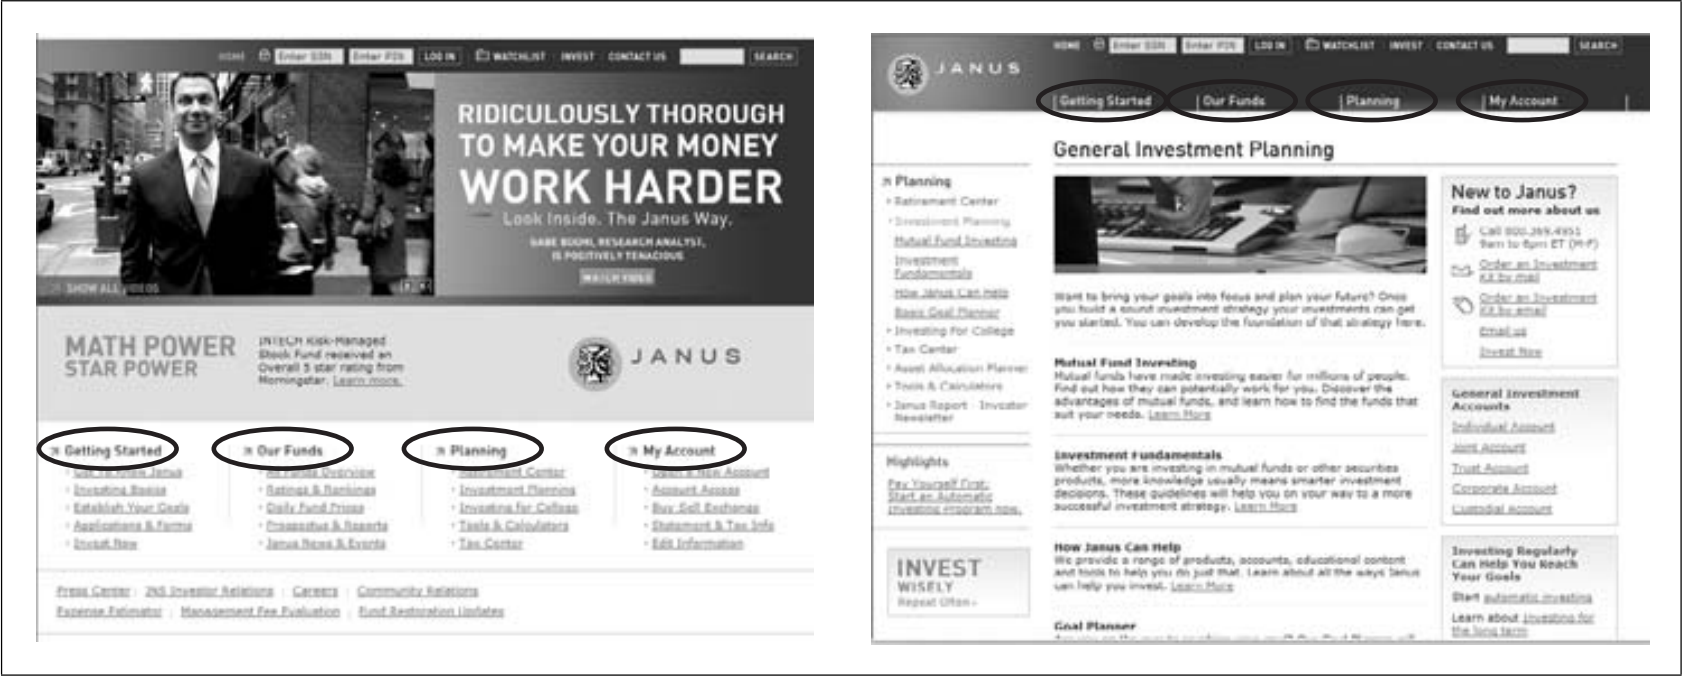 HOME Enter SSN Enter PIN LOG IN WATCHLIST INVEST CONTACT US SEARCH
RIDICULOUSLY THOROUGH
TO MAKE YOUR MONEY
WORK HARDER
Look Inside. The Janus Way.
RESEARCH ANALYST,
IS POSITIVELY TENACIOUS
WATCH VIDEO
SHOW ALL VIDEOS
MATH POWER
STAR POWER
INTECH Risk-Managed
Stock Fund received an
Overall 5 star rating from
Morningstar. Learn more.
JANUS
Getting Started
Get To Know Janus
Investing Basics
Establish Your Goals
Applications & Forms
Invest Now
Our Funds
All Funds Overview
Ratings & Rankings
Daily Fund Prices
Prospectus & Reports
Janus News & Events
Planning
Retirement Center
Investment Planning
Investing for College
Tools & Calculators
Tax Center
My Account
Open a New Account
Account Access
Buy Sell Exchange
Statement & Tax Info
Edit Information
Press Center JNS Investor Relations Careers Community Relations
Expense Estimator Management Fee Evaluation Fund Restoration Updates
HOME Enter SSN Enter PIN LOG IN WATCHLIST INVEST CONTACT US SEARCH
JANUS
Getting Started Our Funds Planning My Account
General Investment Planning
Planning
Retirement Center
Investment Planning
Mutual Fund Investing
Investment
Fundamentals
How Janus Can Help
Basic Goal Planner
Investing For College
Tax Center
Asset Allocation Planner
Tools & Calculators
Janus Report - Investor
Newsletter
Highlights
Pay Yourself First.
Start an Automatic
Investing Program now.
INVEST
WISELY
Repeat Often
Want to bring your goals into focus and plan your future? Once
you build a sound investment strategy your investments can get
you started. You can develop the foundation of that strategy here.
Mutual Fund Investing
Mutual funds have made investing easier for millions of people.
Find out how they can potentially work for you. Discover the
advantages of mutual funds, and learn how to find the funds that
suit your needs. Learn More
Investment Fundamentals
Whether you are investing in mutual funds or other securities
products, more knowledge usually means smarter investment
decisions. These guidelines will help you on your way to a more
successful investment strategy. Learn More
How Janus Can Help
We provide a range of products, accounts, educational content
and tools to help you do just that. Learn about all the ways Janus
can help you invest. Learn More
Goal Planner
New to Janus?
Find out more about us
Call 800.369.4951
9am to 6pm ET (M-F)
Order an Investment
Kit by mail
Order an Investment
Kit by email
Email us
Invest Now
General Investment
Accounts
Individual Account
Joint Account
Trust Account
Corporate Account
Custodial Account
Investing Regularly
Can Help You Reach
Your Goals
Start automatic investing
Learn about Investing for
the long term